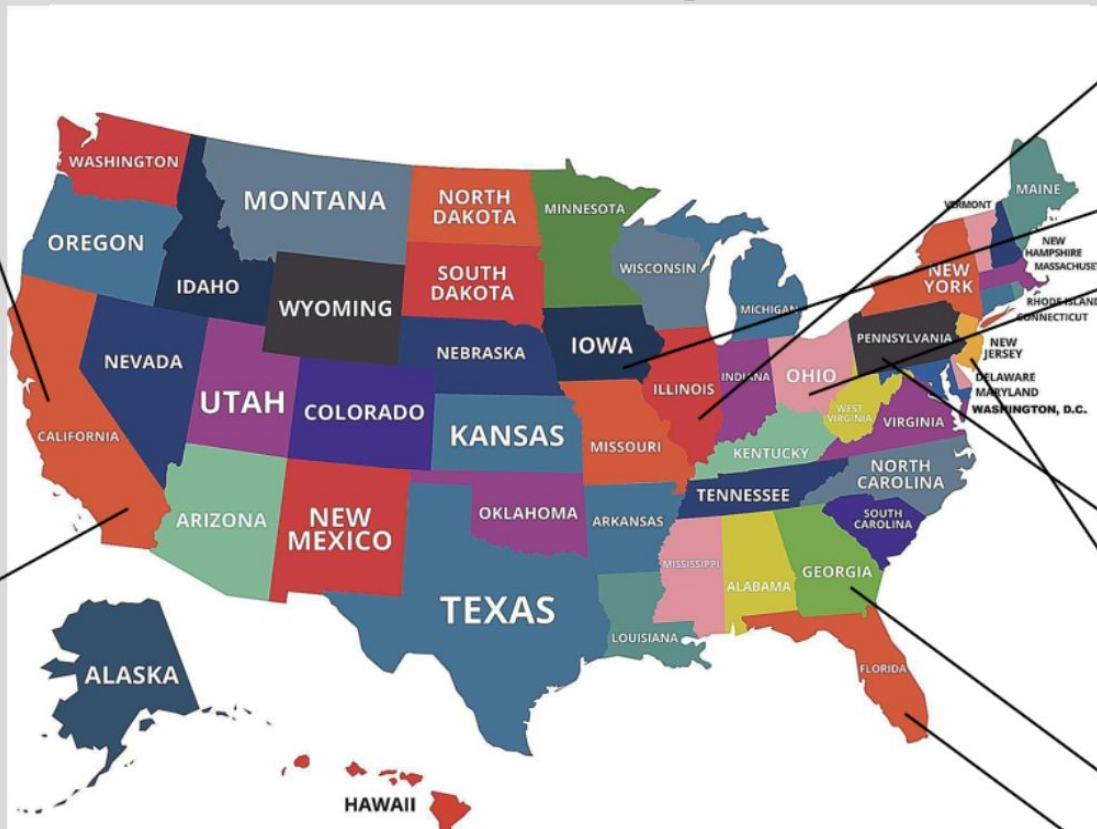 WASHINGTON
MONTANA
NORTH
DAKOTA
MINNESOTA
MAINE
VERMONT
OREGON
IDAHO
SOUTH
DAKOTA
WISCONSIN
NEW
HAMPSHIRE
MASSACHUSET
NEW
YORK
WYOMING
MICHIGAN
RHODE ISLAND
CONNECTICUT
IOWA
PENNSYLVANIA
NEW
JERSEY
NEVADA
NEBRASKA
ILLINOIS
INDIANA
OHIO
DELAWARE
MARYLAND
WASHINGTON, D.C.
UTAH
COLORADO
WEST
VIRGINIA
VIRGINIA
CALIFORNIA
KANSAS
MISSOURI
KENTUCKY
NORTH
CAROLINA
TENNESSEE
ARIZONA
NEW
MEXICO
OKLAHOMA
ARKANSAS
SOUTH
CAROLINA
MISSISSIPPI
ALABAMA
GEORGIA
TEXAS
LOUISIANA
FLORIDA
ALASKA
HAWAII